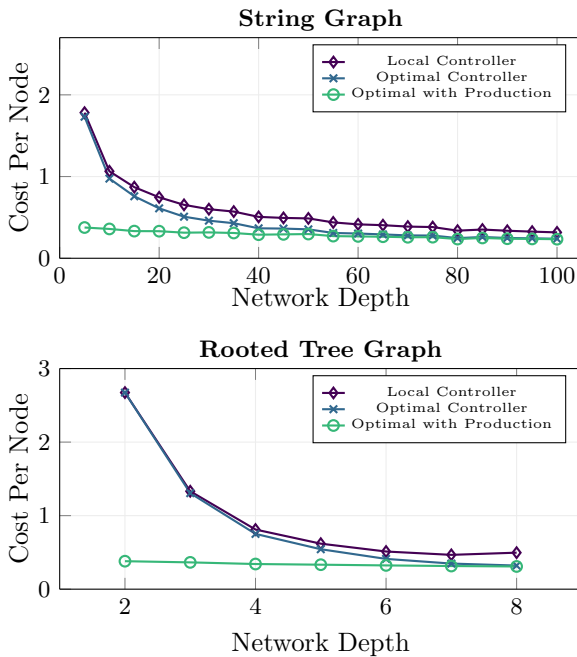 String Graph
Local Controller
Optimal Controller
Optimal with Production
Cost Per Node
2
1
0
0 20 40 60 80 100
Network Depth
Rooted Tree Graph
Local Controller
Optimal Controller
Optimal with Production
Cost Per Node
3
2
1
0
2 4 6 8
Network Depth